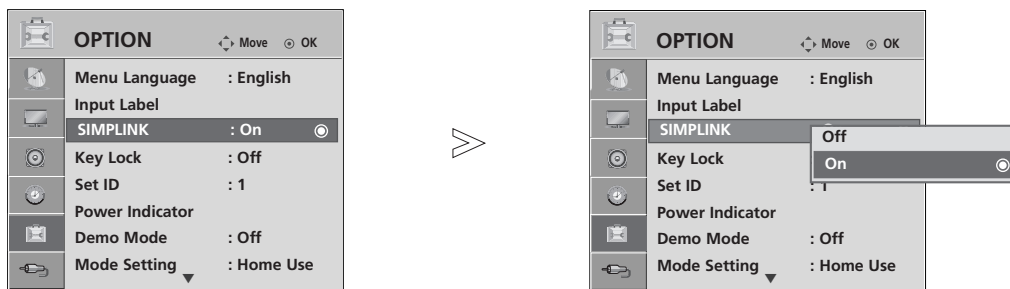 OPTION Move OK
Menu Language : English
Input Label
SIMPLINK : On
Key Lock : Off
Set ID : 1
Power Indicator
Demo Mode : Off
Mode Setting : Home Use
OPTION Move OK
Menu Language : English
Input Label
SIMPLINK
Off
Key Lock
On
Set ID : 1
Power Indicator
Demo Mode : Off
Mode Setting : Home Use